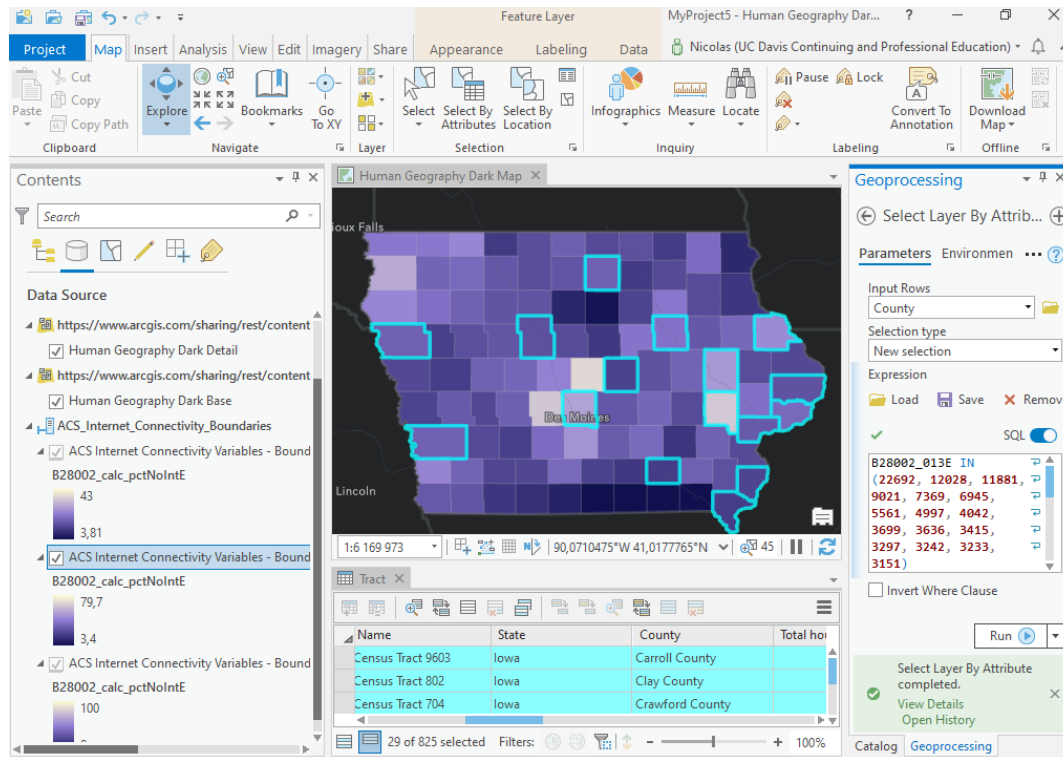 Feature Layer
MyProject5 - Human Geography Dar...
?
Project
Map
Insert
Analysis
View
Edit
Imagery
Share
Appearance
Labeling
Data
Nicolas (UC Davis Continuing and Professional Education)
Paste
Cut
Copy
Copy Path
Clipboard
Explore
Bookmarks
Go
To XY
Navigate
Layer
Select
Select By
Attributes
Select By
Location
Selection
Infographics
Measure
Locate
Inquiry
Pause
Lock
Convert To
Annotation
Labeling
Download
Map
Offline
Contents
Search
Data Source
https://www.arcgis.com/sharing/rest/content
Human Geography Dark Detail
https://www.arcgis.com/sharing/rest/content
Human Geography Dark Base
ACS_Internet_Connectivity_Boundaries
ACS Internet Connectivity Variables - Bound
B28002_calc_pctNoIntE
43
3,81
ACS Internet Connectivity Variables - Bound
B28002_calc_pctNoIntE
79,7
3,4
ACS Internet Connectivity Variables - Bound
B28002_calc_pctNoIntE
100
Human Geography Dark Map
ioux Falls
Des Moines
Lincoln
1:6 169 973
90,0710475°W 41,0177765°N
45
Tract
Name State County Total hou
Census Tract 9603 Iowa Carroll County
Census Tract 802 Iowa Clay County
Census Tract 704 Iowa Crawford County
29 of 825 selected
Filters:
- + 100%
Geoprocessing
Select Layer By Attrib...
Parameters
Environmen
...
?
Input Rows
County
Selection type
New selection
Expression
Load
Save
Remov
SQL
B28002_013E IN
(22692, 12028, 11881,
9021, 7369, 6945,
5561, 4997, 4042,
3699, 3636, 3415,
3297, 3242, 3233,
3151)
Invert Where Clause
Run
Select Layer By Attribute
completed.
View Details
Open History
Catalog
Geoprocessing